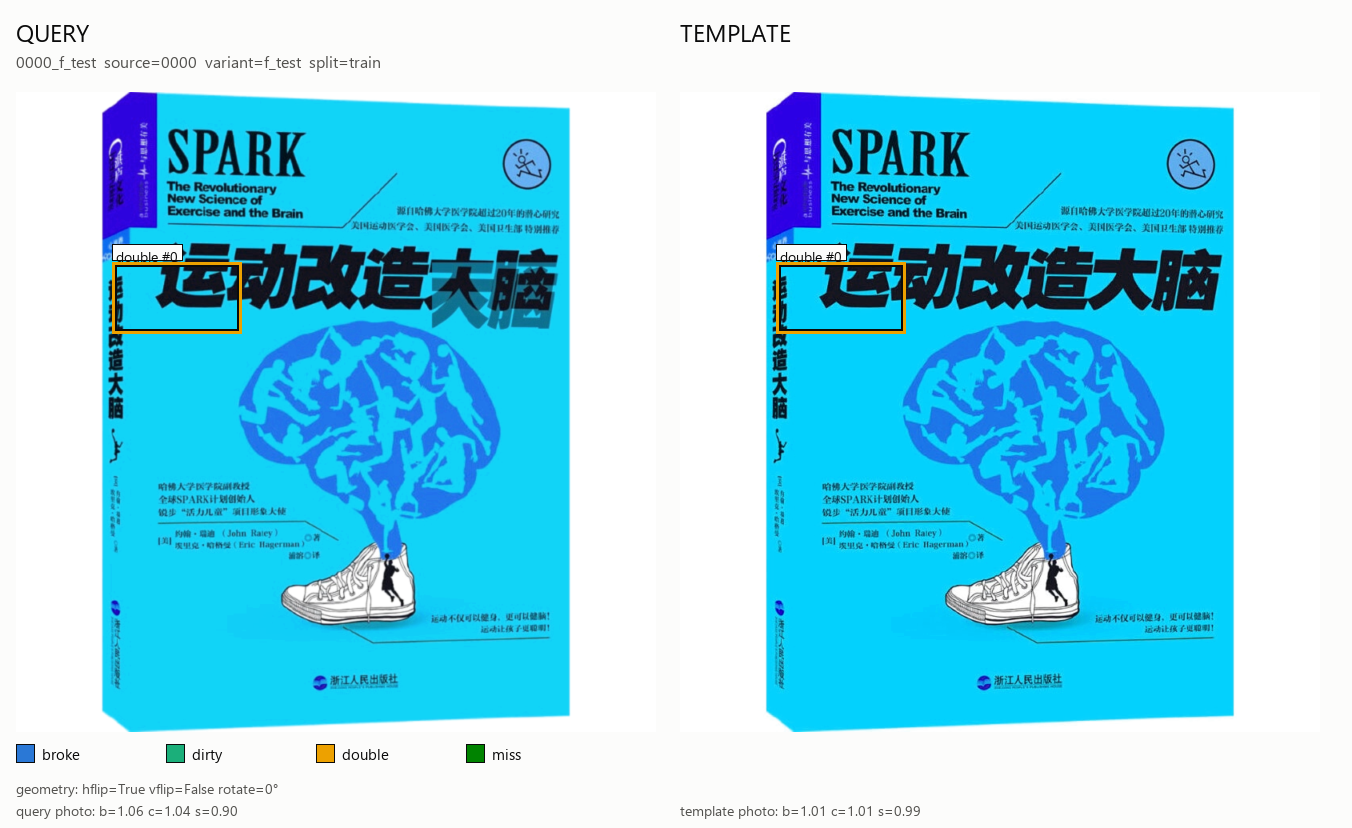 QUERY
TEMPLATE
0000_f_test source=0000 variant=f_test split=train
SPARK
The Revolutionary
New Science of
Exercise and the Brain
源自哈佛大学医学院超过20年的潜心研究
美国运动医学会、美国医学会、美国卫生部 特别推荐
double #0
运动改造大脑
运动改造大脑
哈佛大学医学院副教授
全球SPARK计划创始人
锐步“活力儿童”项目形象大使
[美] 约翰·瑞迪 (John Ratey)
埃里克·哈格曼(Eric Hagerman) ◎著
浦溶◎译
运动不仅可以健身,更可以健脑!
运动让孩子更聪明!
浙江人民出版社
SPARK
The Revolutionary
New Science of
Exercise and the Brain
源自哈佛大学医学院超过20年的潜心研究
美国运动医学会、美国医学会、美国卫生部 特别推荐
double #0
运动改造大脑
运动改造大脑
哈佛大学医学院副教授
全球SPARK计划创始人
锐步“活力儿童”项目形象大使
[美] 约翰·瑞迪 (John Ratey)
埃里克·哈格曼(Eric Hagerman) ◎著
浦溶◎译
运动不仅可以健身,更可以健脑!
运动让孩子更聪明!
浙江人民出版社
broke
dirty
double
miss
geometry: hflip=True vflip=False rotate=0°
query photo: b=1.06 c=1.04 s=0.90
template photo: b=1.01 c=1.01 s=0.99